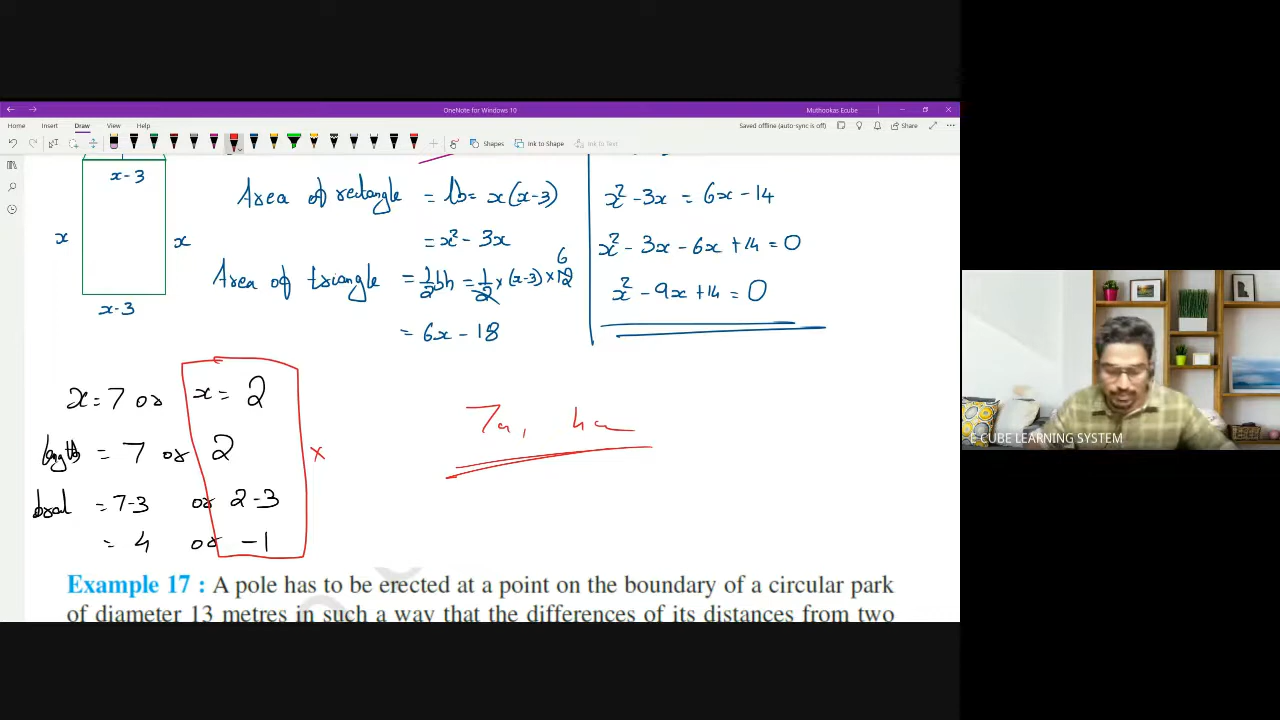 OneNote for Windows 10
Muthookas Ecube
Home Insert Draw View Help
Saved offline (auto-sync is off)
Share
Shapes
Ink to Shape
Ink to Text
x-3
x
x
x-3
Area of rectangle = lb = x(x-3)
= x² - 3x
Area of triangle = 1/2 bh = 1/2 × (x-3) × 12 6
= 6x - 18
x² - 3x = 6x - 14
x² - 3x - 6x + 14 = 0
x² - 9x + 14 = 0
x = 7 or x = 2
length = 7 or 2
= 7-3 or 2-3
= 4 or -1
×
Example 17 : A pole has to be erected at a point on the boundary of a circular park
of diameter 13 metres in such a way that the differences of its distances from two
E CUBE LEARNING SYSTEM